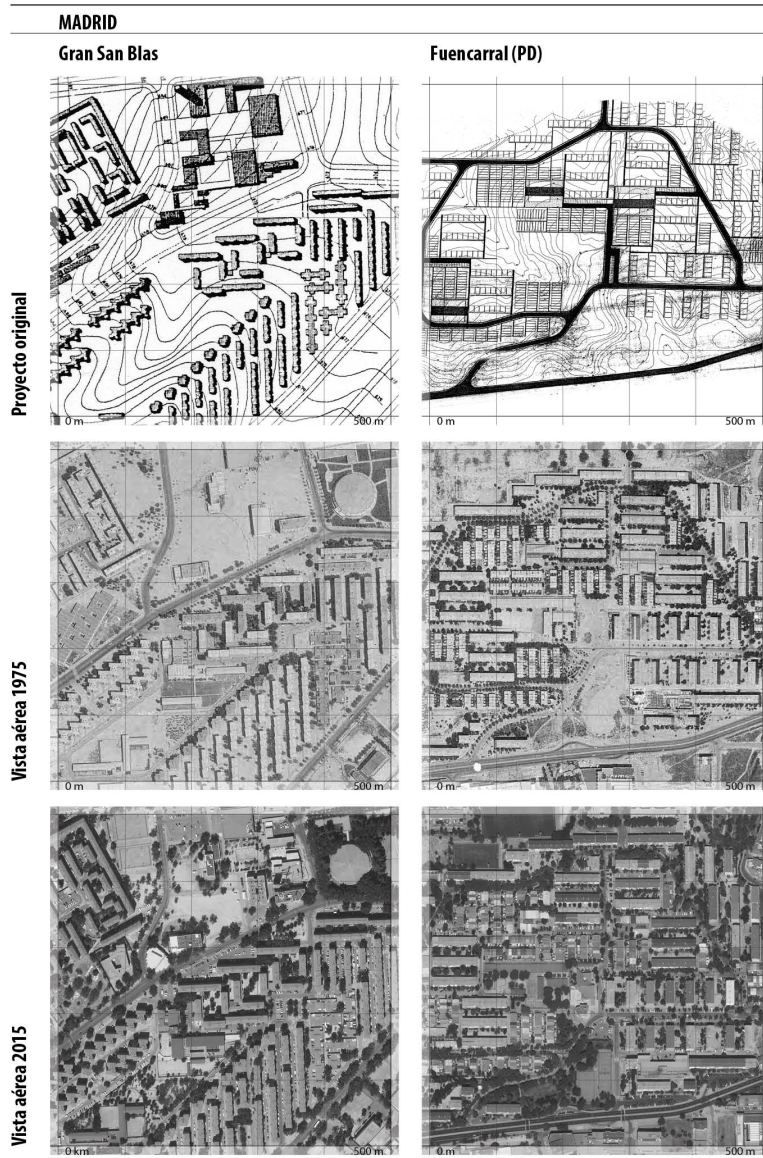 MADRID
Gran San Blas
Fuencarral (PD)
Proyecto original
0 m
500 m
0 m
500 m
Vista aérea 1975
0 m
500 m
0 m
500 m
Vista aérea 2015
0 km
500 m
0 m
500 m